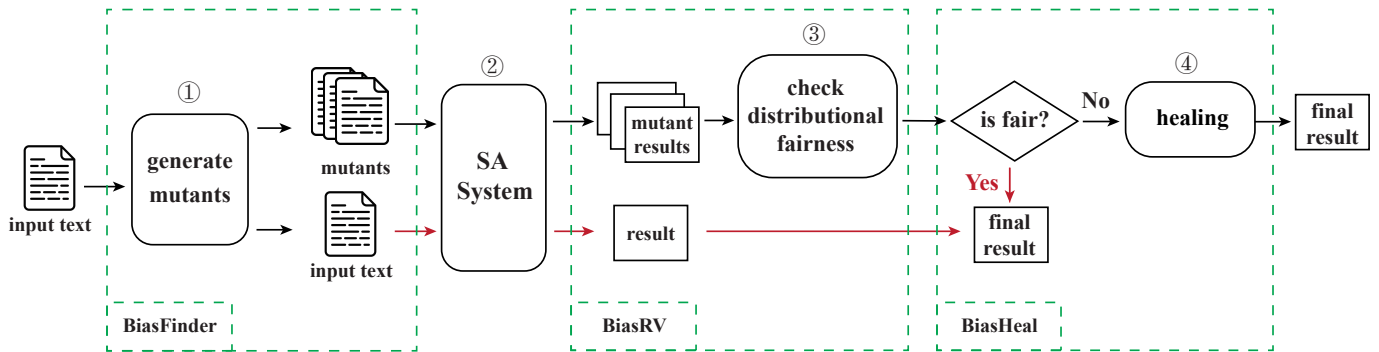 input text
①
generate
mutants
mutants
input text
BiasFinder
②
SA
System
mutant
results
result
③
check
distributional
fairness
BiasRV
is fair?
No
Yes
final
result
④
healing
BiasHeal
final
result